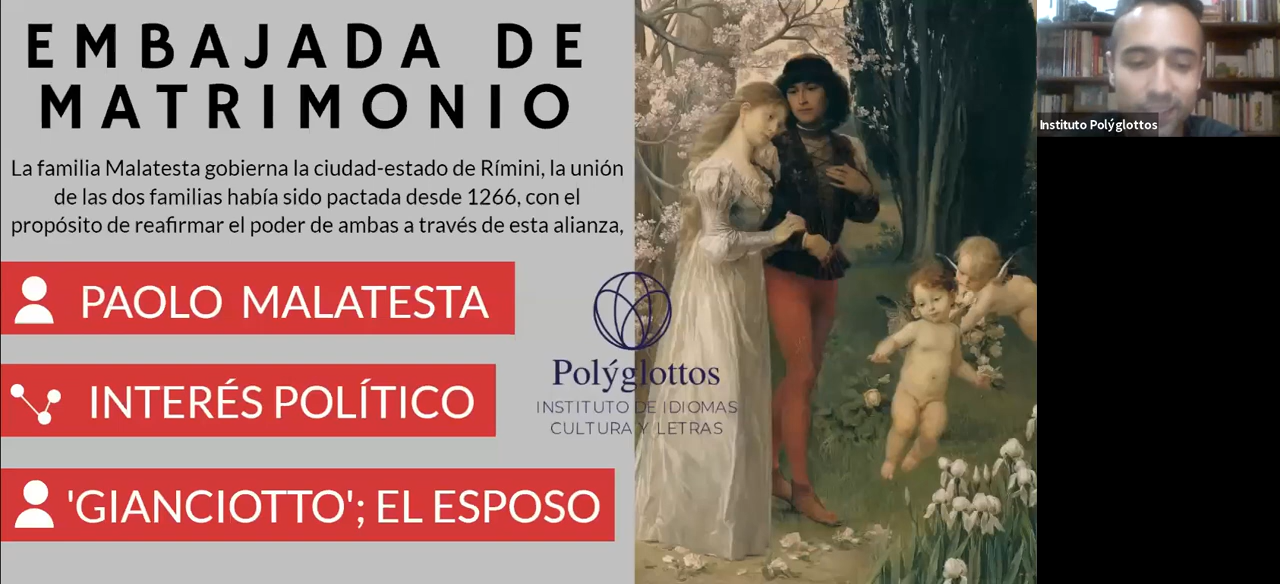 EMBAJADA DE
MATRIMONIO
La familia Malatesta gobierna la ciudad-estado de Rímini, la unión
de las dos familias había sido pactada desde 1266, con el
propósito de reafirmar el poder de ambas a través de esta alianza,
PAOLO MALATESTA
INTERÉS POLÍTICO
'GIANCIOTTO'; EL ESPOSO
Polýglottos
INSTITUTO DE IDIOMAS
CULTURA Y LETRAS
Instituto Polýglottos